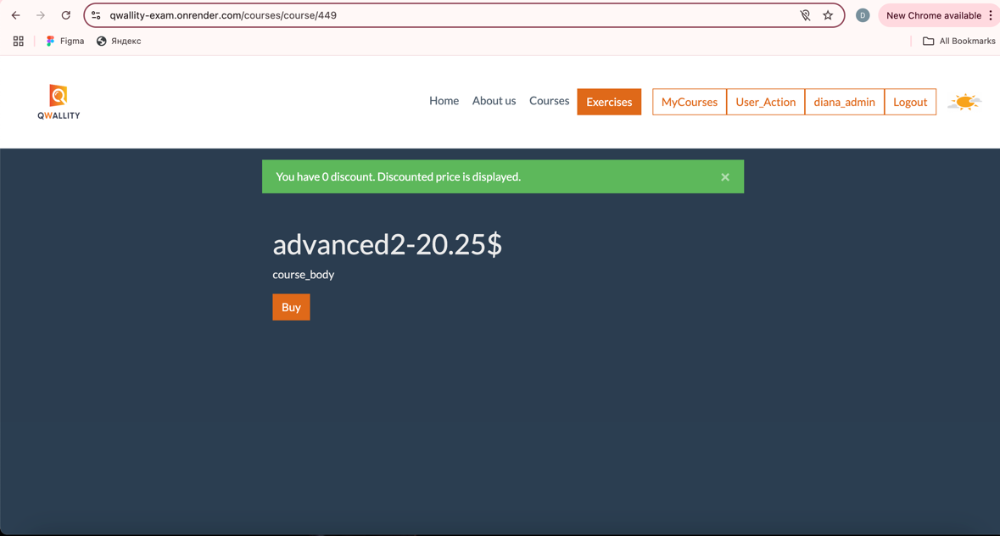 qwallity-exam.onrender.com/courses/course/449
D
New Chrome available
Figma
Яндекс
All Bookmarks
QWALLITY
Home
About us
Courses
Exercises
MyCourses
User_Action
diana_admin
Logout
You have 0 discount. Discounted price is displayed.
×
advanced2-20.25$
course_body
Buy